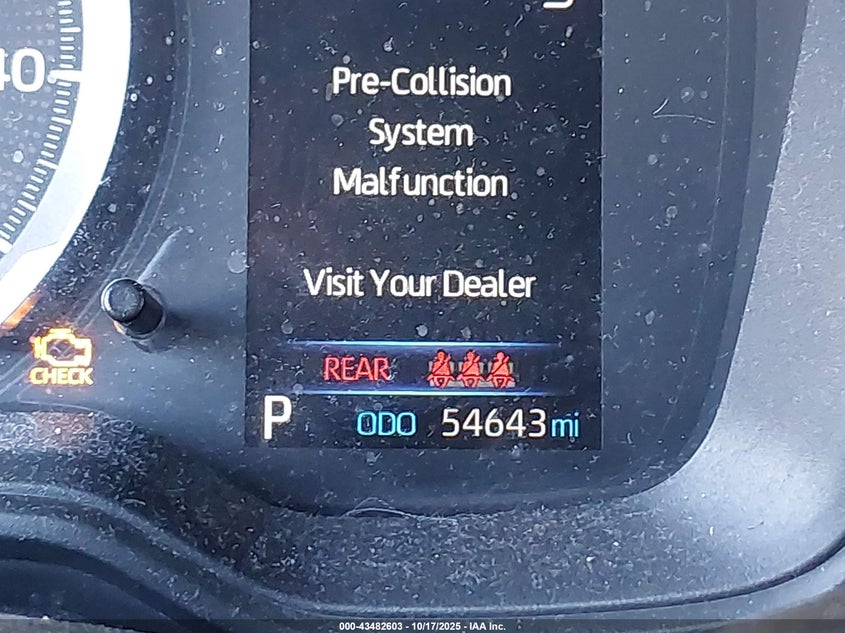 40
Pre-Collision
System
Malfunction
Visit Your Dealer
CHECK
REAR
P ODO 54643 mi
000-43482603 - 10/17/2025 - IAA Inc.